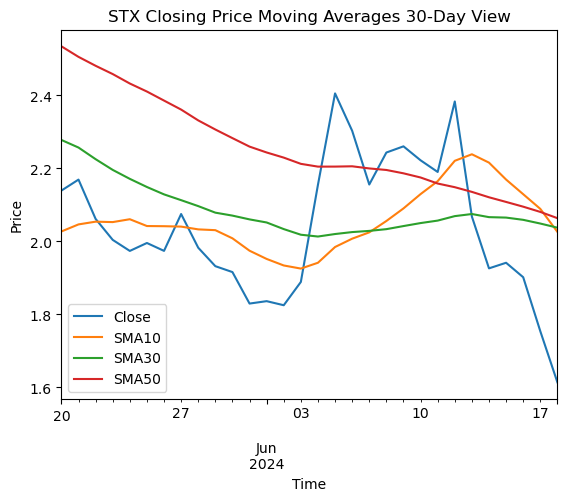 STX Closing Price Moving Averages 30-Day View
Price
2.4
2.2
2.0
1.8
1.6
Close
SMA10
SMA30
SMA50
20
27
03
10
17
Jun
2024
Time